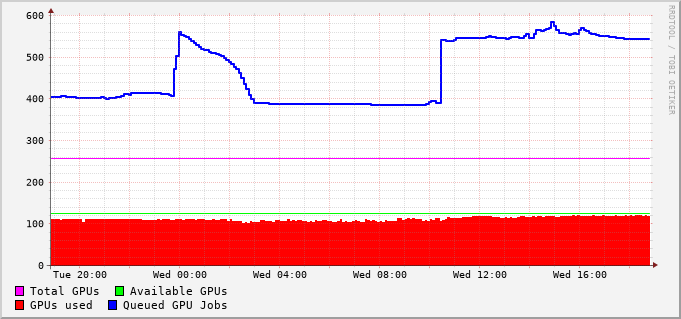 600
500
400
300
200
100
0
Tue 20:00 Wed 00:00 Wed 04:00 Wed 08:00 Wed 12:00 Wed 16:00
Total GPUs Available GPUs
GPUs used Queued GPU Jobs
RRDTOOL / TOBI OETIKER